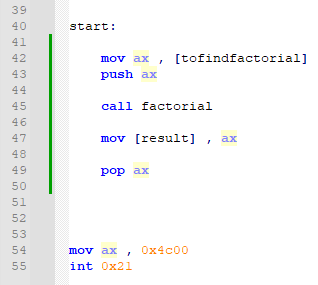 39
40 start:
41
42 mov ax , [tofindfactorial]
43 push ax
44
45 call factorial
46
47 mov [result] , ax
48
49 pop ax
50
51
52
53
54 mov ax , 0x4c00
55 int 0x21